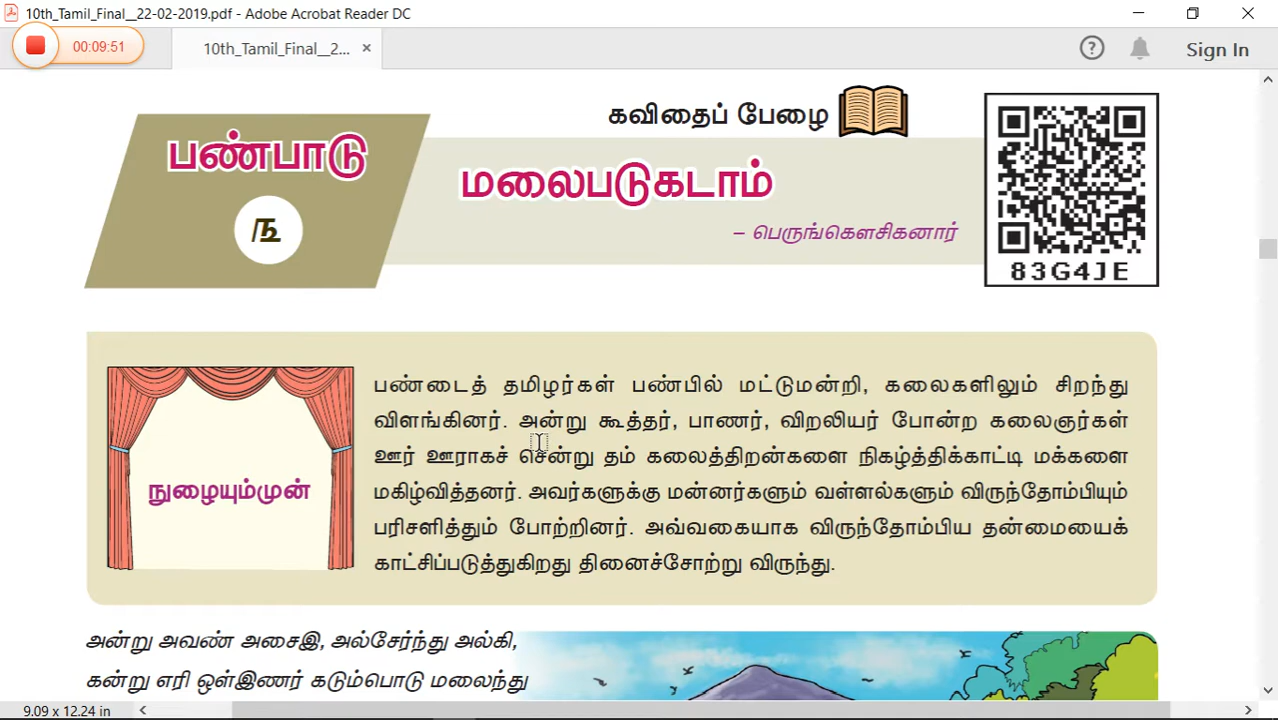 10th_Tamil_Final__22-02-2019.pdf - Adobe Acrobat Reader DC
00:09:51
10th_Tamil_Final__2...
Sign In
கவிதைப் பேழை
பண்பாடு
மலைபடுகடாம்
௩
– பெருங்கௌசிகனார்
83G4JE
பண்டைத் தமிழர்கள் பண்பில் மட்டுமன்றி, கலைகளிலும் சிறந்து
விளங்கினர். அன்று கூத்தர், பாணர், விறலியர் போன்ற கலைஞர்கள்
ஊர் ஊராகச் சென்று தம் கலைத்திறன்களை நிகழ்த்திக்காட்டி மக்களை
நுழையும்முன்
மகிழ்வித்தனர். அவர்களுக்கு மன்னர்களும் வள்ளல்களும் விருந்தோம்பியும்
பரிசளித்தும் போற்றினர். அவ்வகையாக விருந்தோம்பிய தன்மையைக்
காட்சிப்படுத்துகிறது தினைச்சோற்று விருந்து.
அன்று அவண் அசைஇ, அல்சேர்ந்து அல்கி,
கன்று எரி ஒள்இணர் கடும்பொடு மலைந்து
9.09 x 12.24 in